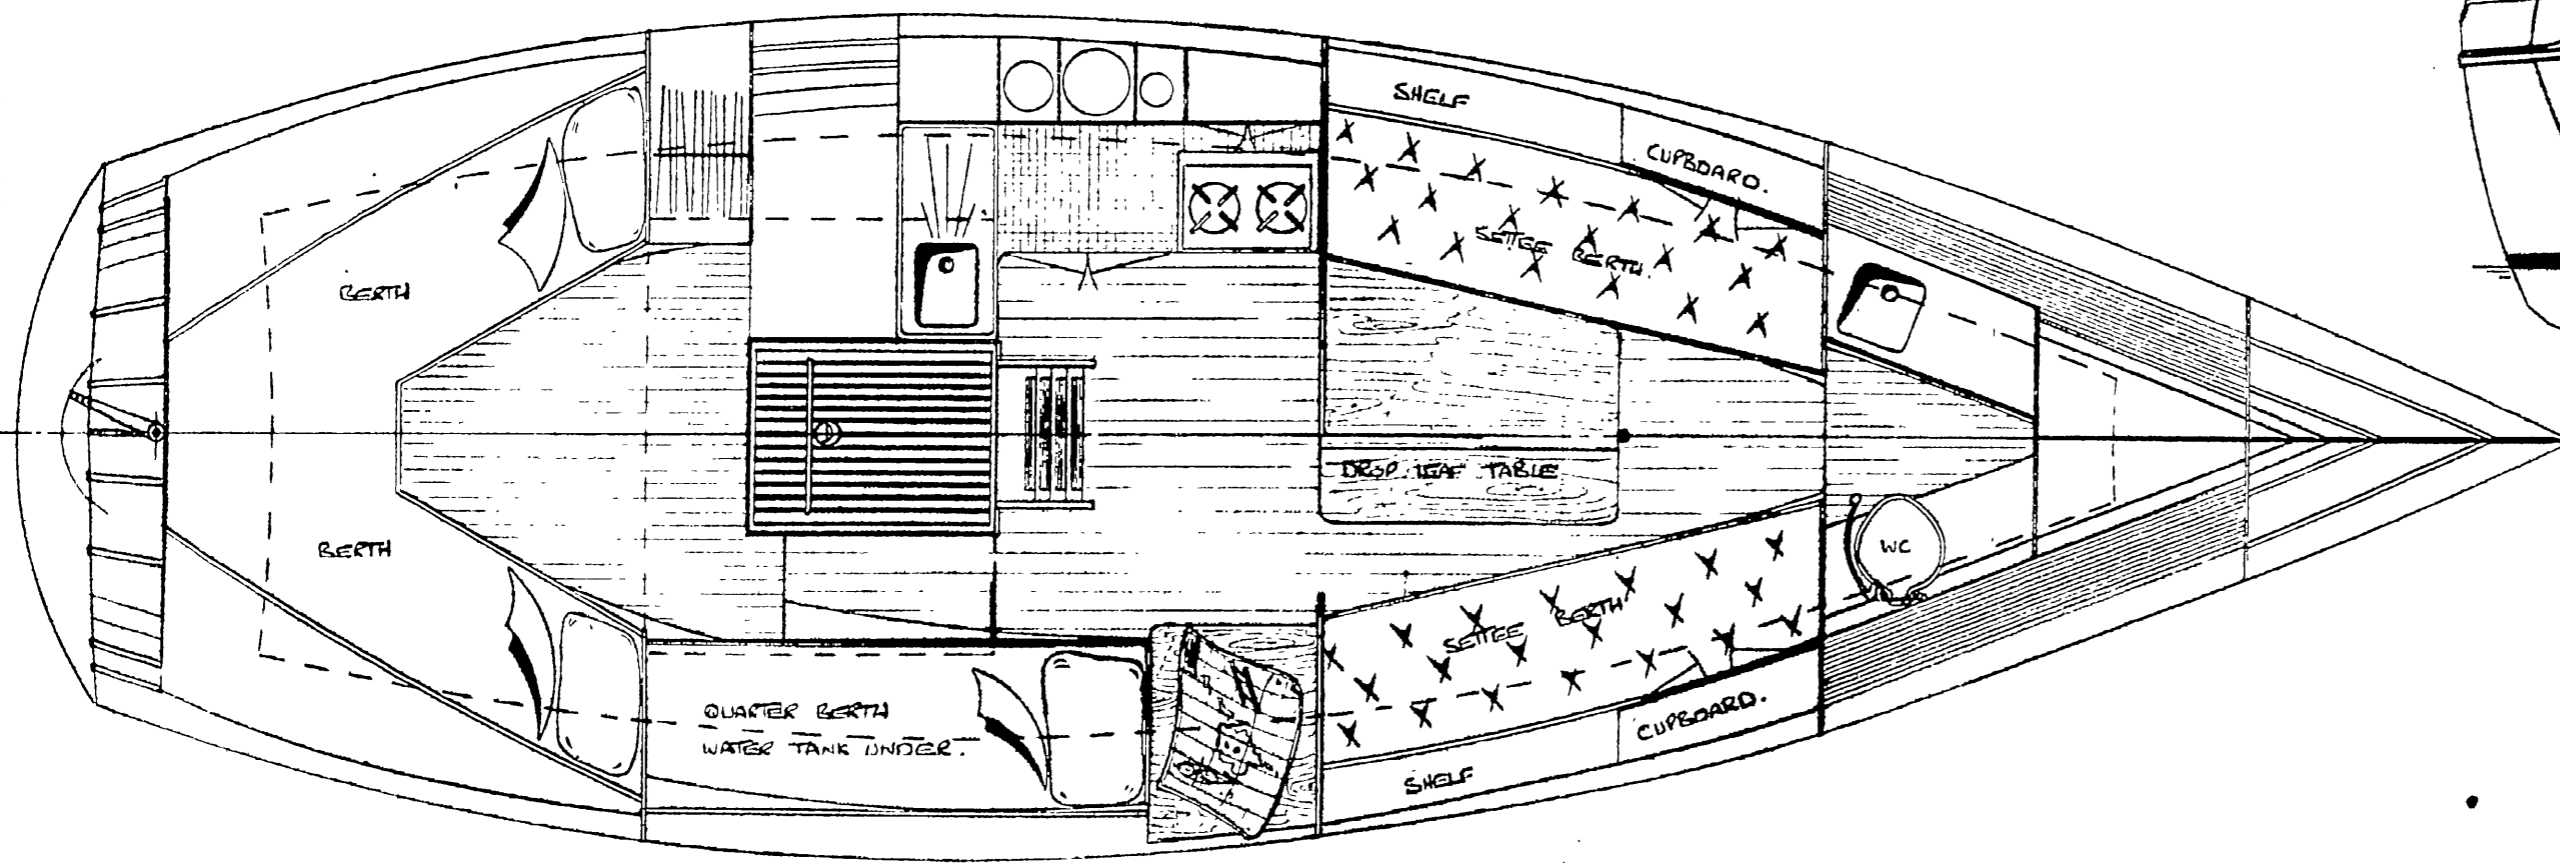 SHELF
CUPBOARD.
SETTEE BERTH.
BERTH
DROP LEAF TABLE
BERTH
WC
SETTEE BERTH
QUARTER BERTH
WATER TANK UNDER.
CUPBOARD.
SHELF